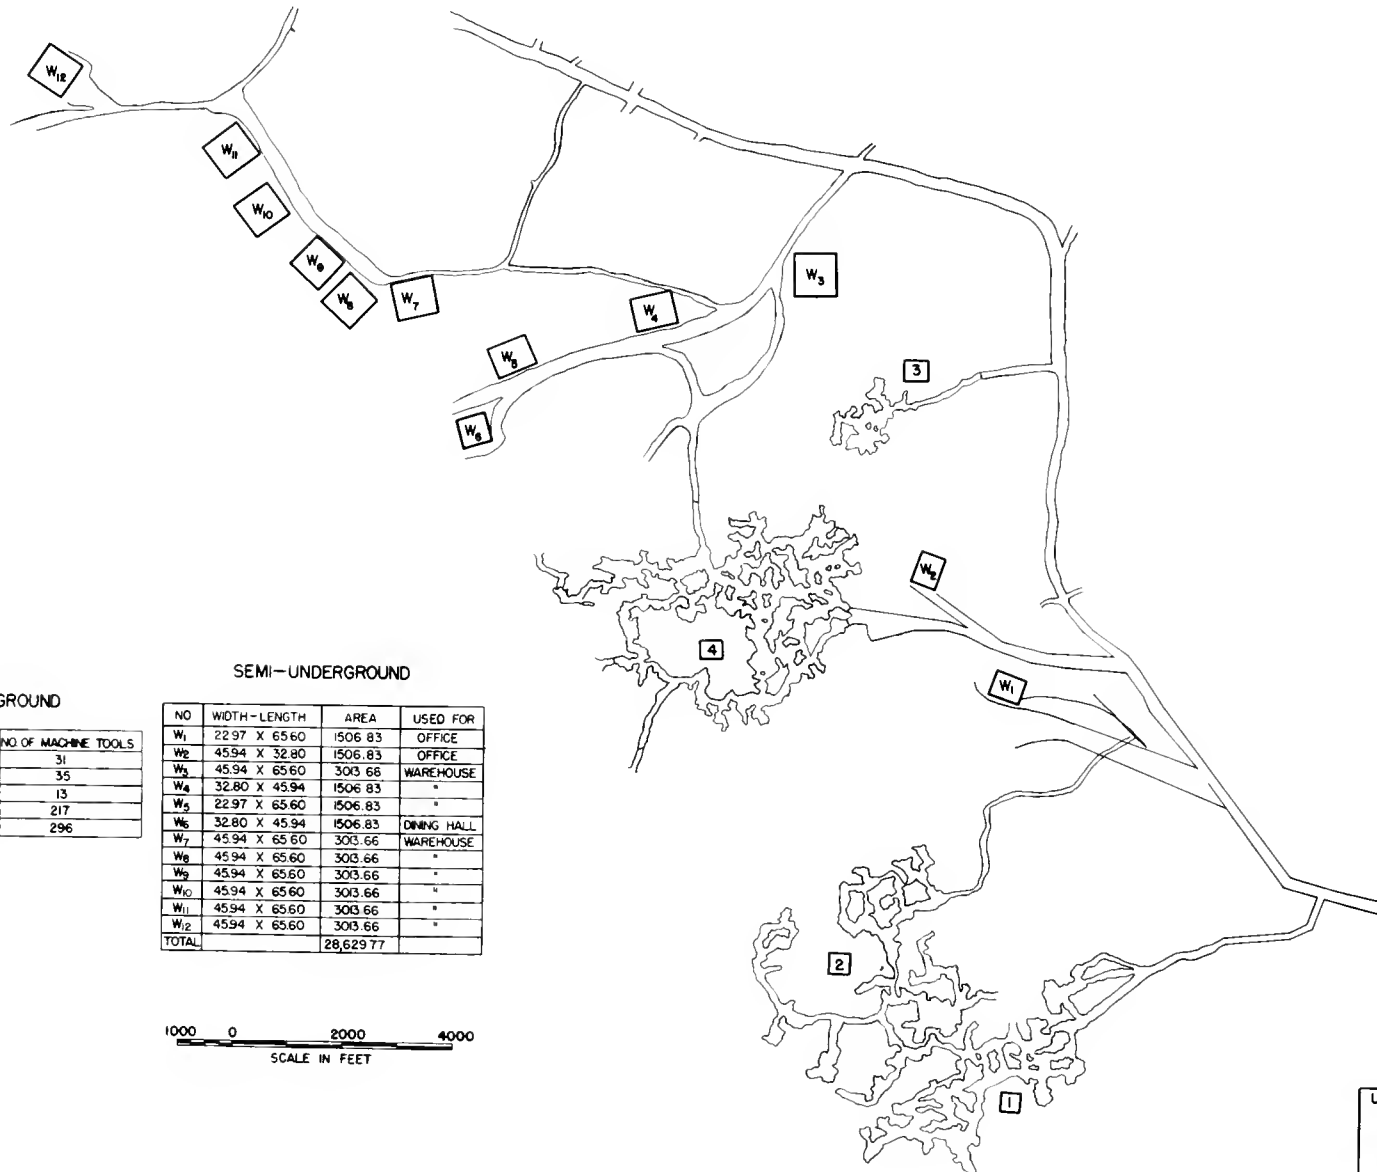 W12
W11
W10
W9
W8
W7
W3
W4
W5
W6
3
W2
4
W1
SEMI-UNDERGROUND
GROUND
NO OF MACHINE TOOLS
31
35
13
217
296
NO WIDTH-LENGTH AREA USED FOR
W1 22.97 X 65.60 1506 83 OFFICE
W2 45.94 X 32.80 1506.83 OFFICE
W3 45.94 X 65.60 3013 66 WAREHOUSE
W4 32.80 X 45.94 1506 83 "
W5 22.97 X 65.60 1506.83 "
W6 32.80 X 45.94 1506.83 DINING HALL
W7 45.94 X 65 60 3013.66 WAREHOUSE
W8 45.94 X 65.60 3013.66 "
W9 45.94 X 65.60 3013.66 "
W10 45.94 X 65.60 3013.66 "
W11 45.94 X 65.60 3013 66 "
W12 45.94 X 65.60 3013.66 "
TOTAL 28,629 77
2
1000 0 2000 4000
SCALE IN FEET
1